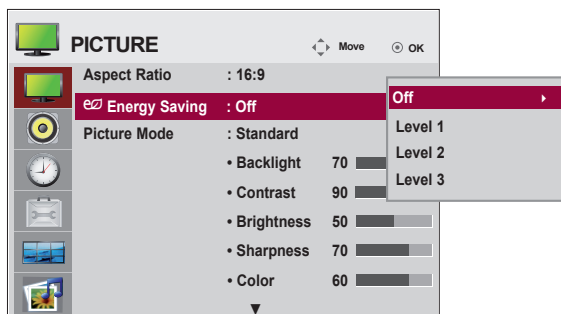 PICTURE
Move OK
Aspect Ratio : 16:9
Energy Saving : Off
Picture Mode : Standard
• Backlight 70
• Contrast 90
• Brightness 50
• Sharpness 70
• Color 60
Off
Level 1
Level 2
Level 3